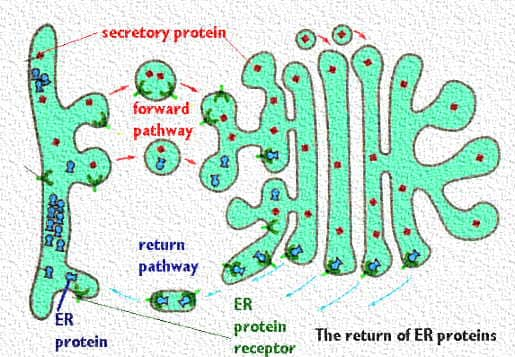 secretory protein
forward
pathway
return
pathway
ER
protein
ER
protein
receptor
The return of ER proteins